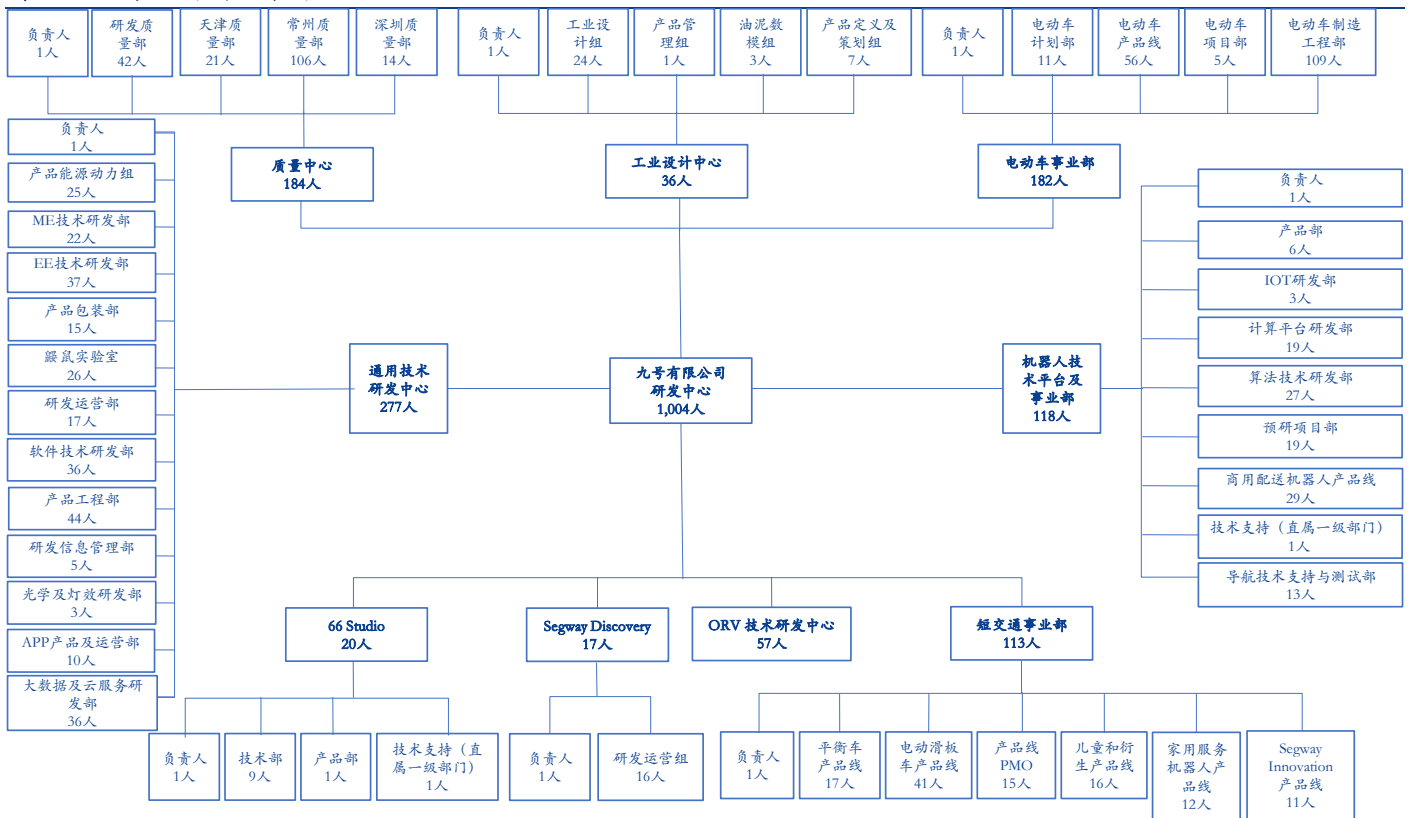 负责人
1人
研发质
量部
42人
天津质
量部
21人
常州质
量部
106人
深圳质
量部
14人
负责人
1人
工业设
计组
24人
产品管
理组
1人
油泥数
模组
3人
产品定义及
策划组
7人
负责人
1人
电动车
计划部
11人
电动车
产品线
56人
电动车
项目部
5人
电动车制造
工程部
109人
质量中心
184人
工业设计中心
36人
电动车事业部
182人
负责人
1人
产品能源动力组
25人
ME技术研发部
22人
EE技术研发部
37人
产品包装部
15人
鼹鼠实验室
26人
研发运营部
17人
软件技术研发部
36人
产品工程部
44人
研发信息管理部
5人
光学及灯效研发部
3人
APP产品及运营部
10人
大数据及云服务研
发部
36人
通用技术
研发中心
277人
九号有限公司
研发中心
1,004人
机器人技
术平台及
事业部
118人
负责人
1人
产品部
6人
IOT研发部
3人
计算平台研发部
19人
算法技术研发部
27人
预研项目部
19人
商用配送机器人产品线
29人
技术支持（直属一级部门）
1人
导航技术支持与测试部
13人
66 Studio
20人
Segway Discovery
17人
ORV 技术研发中心
57人
短交通事业部
113人
负责人
1人
技术部
9人
产品部
1人
技术支持（直
属一级部门）
1人
负责人
1人
研发运营组
16人
负责人
1人
平衡车
产品线
17人
电动滑板
车产品线
41人
产品线
PMO
15人
儿童和衍
生产品线
16人
家用服务
机器人产
品线
12人
Segway
Innovation
产品线
11人